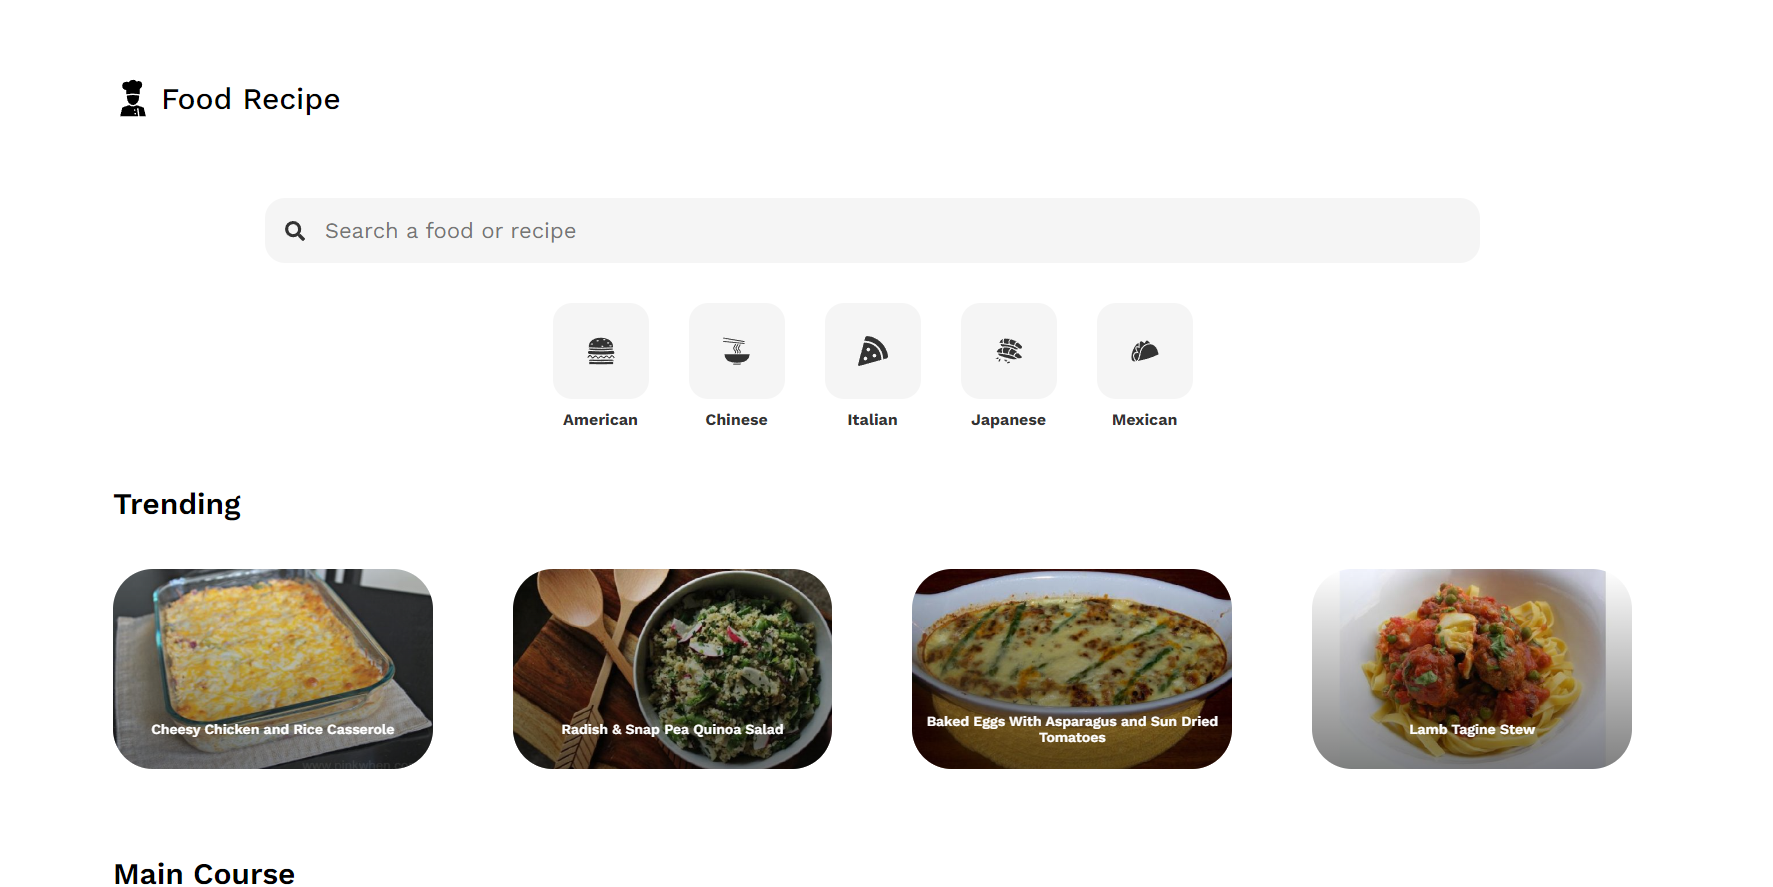 Food Recipe
Search a food or recipe
American
Chinese
Italian
Japanese
Mexican
Trending
Cheesy Chicken and Rice Casserole
Radish & Snap Pea Quinoa Salad
Baked Eggs With Asparagus and Sun Dried
Tomatoes
Lamb Tagine Stew
Main Course